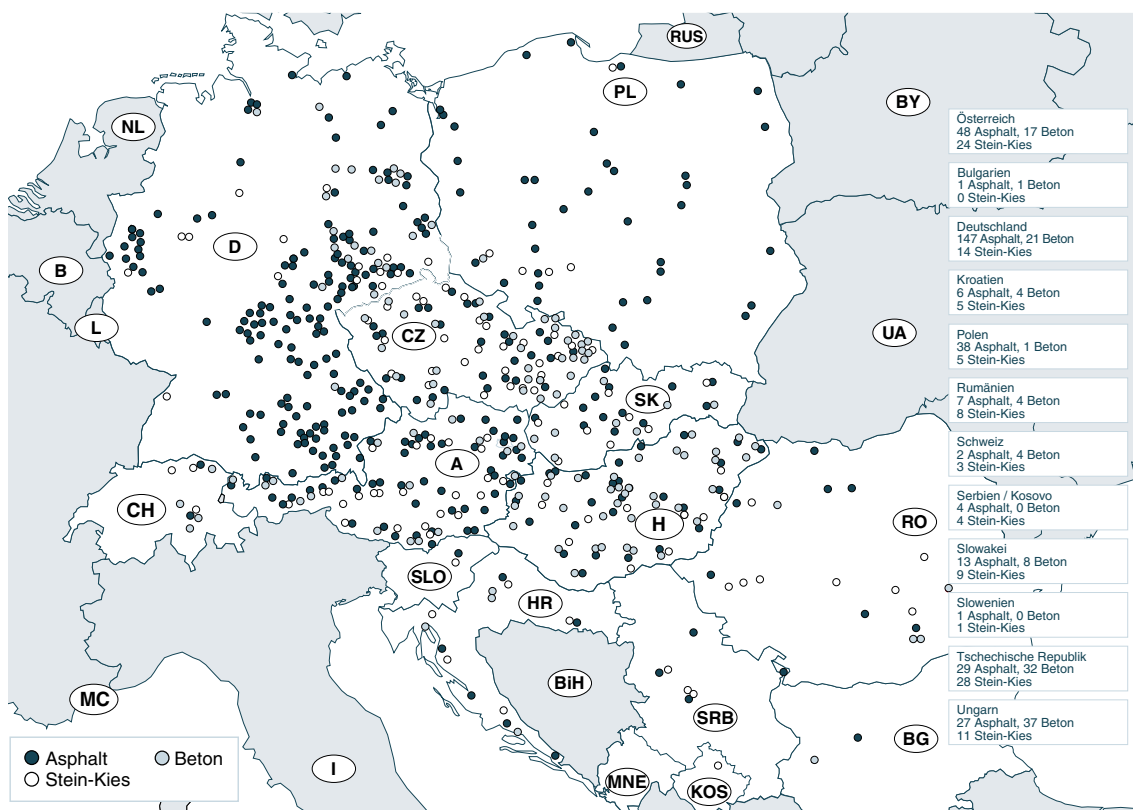 RUS
PL
BY
NL
Österreich
48 Asphalt, 17 Beton
24 Stein-Kies
Bulgarien
1 Asphalt, 1 Beton
0 Stein-Kies
D
Deutschland
147 Asphalt, 21 Beton
14 Stein-Kies
B
Kroatien
6 Asphalt, 4 Beton
5 Stein-Kies
L
CZ
UA
Polen
38 Asphalt, 1 Beton
5 Stein-Kies
SK
Rumänien
7 Asphalt, 4 Beton
8 Stein-Kies
A
Schweiz
2 Asphalt, 4 Beton
3 Stein-Kies
CH
H
RO
Serbien / Kosovo
4 Asphalt, 0 Beton
4 Stein-Kies
SLO
Slowakei
13 Asphalt, 8 Beton
9 Stein-Kies
HR
Slowenien
1 Asphalt, 0 Beton
1 Stein-Kies
BiH
Tschechische Republik
29 Asphalt, 32 Beton
28 Stein-Kies
MC
SRB
BG
Ungarn
27 Asphalt, 37 Beton
11 Stein-Kies
Asphalt
Beton
Stein-Kies
I
MNE
KOS